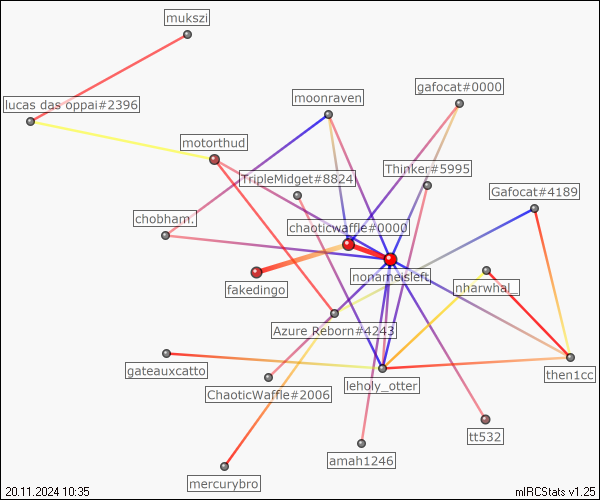 mukszi
gafocat#0000
moonraven
lucas das oppai#2396
motorthud
Thinker#5995
TripleMidget#8824
Gafocat#4189
chobham.
chaoticwaffle#0000
nonameisleft
fakedingo
nharwhal_
Azure Reborn#4243
gateauxcatto
then1cc
leholy_otter
ChaoticWaffle#2006
tt532
amah1246
mercurybro
20.11.2024 10:35
mIRCStats v1.25